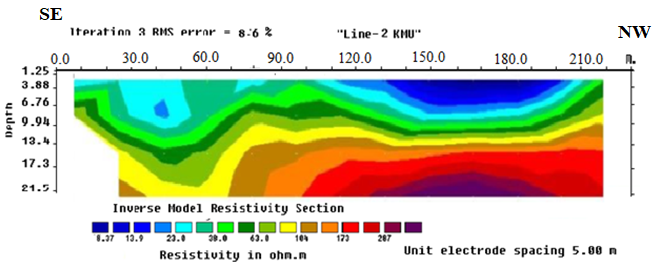 SE
NW
Iteration 3 RMS error = 8.6 % "Line-2 KMU"
0.0 30.0 60.0 90.0 120.0 150.0 180.0 210.0 m.
Depth
1.25
3.88
6.76
9.94
13.4
17.3
21.5
Inverse Model Resistivity Section
8.37 13.9 23.0 39.0 63.0 104 173 287
Resistivity in ohm.m
Unit electrode spacing 5.00 m